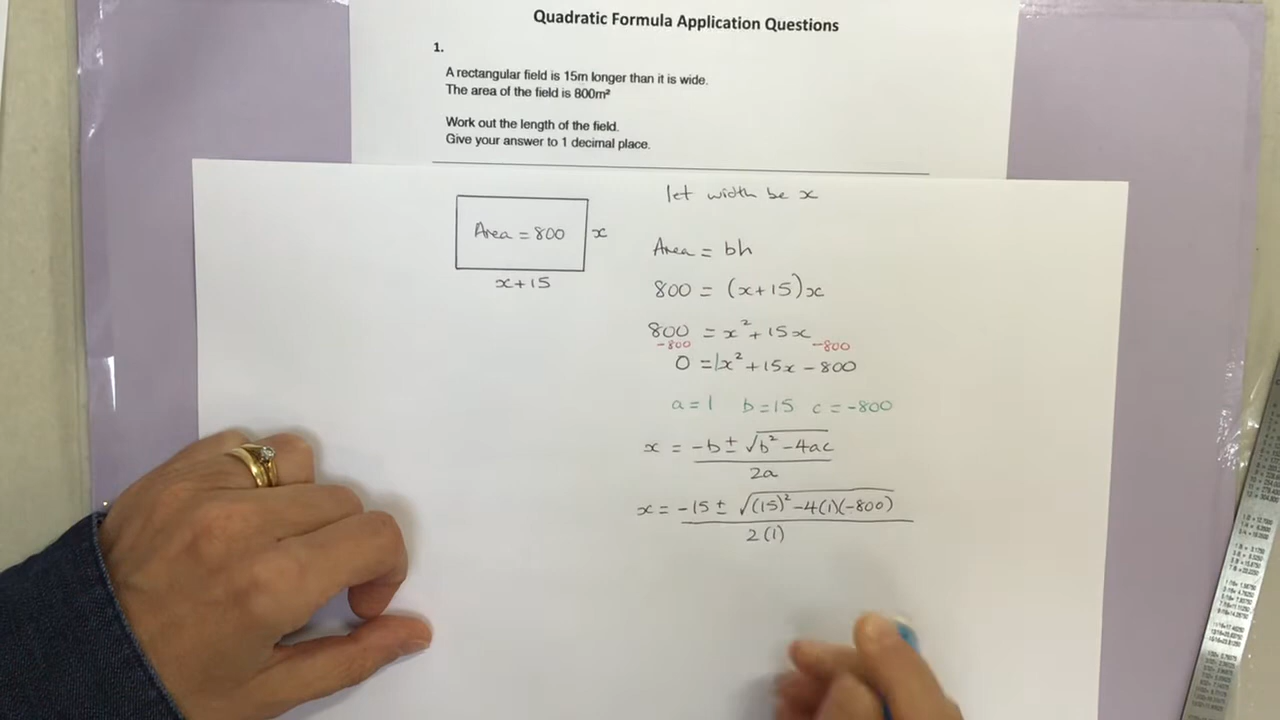 Quadratic Formula Application Questions
1.
A rectangular field is 15m longer than it is wide.
The area of the field is 800m²
Work out the length of the field.
Give your answer to 1 decimal place.
let width be x
Area = 800
x
x+15
Area = bh
800 = (x+15)x
800 = x²+15x
-800 -800
0 = 1x²+15x-800
a=1 b=15 c=-800
x = -b ± √b²-4ac
2a
x = -15 ± √(15)²-4(1)(-800)
2(1)